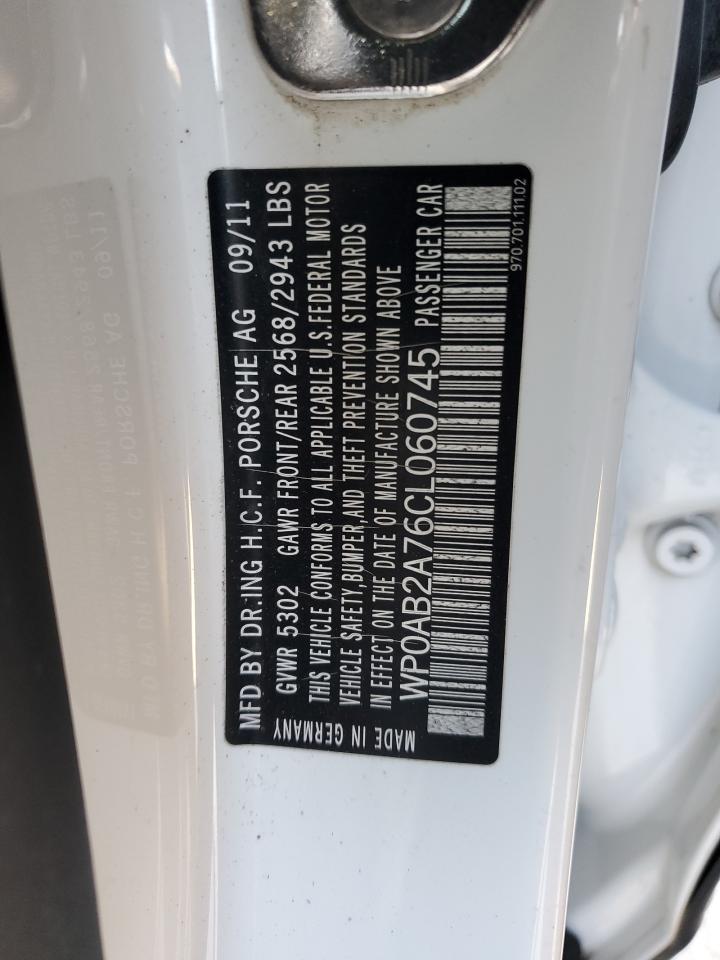 MFD BY DR.ING H.C.F. PORSCHE AG 09/11
GVWR 5302 GAWR FRONT/REAR 2568/2943 LBS
THIS VEHICLE CONFORMS TO ALL APPLICABLE U.S.FEDERAL MOTOR
VEHICLE SAFETY,BUMPER,AND THEFT PREVENTION STANDARDS
IN EFFECT ON THE DATE OF MANUFACTURE SHOWN ABOVE
MADE IN GERMANY WP0AB2A76CL060745 PASSENGER CAR
970.701.111.02